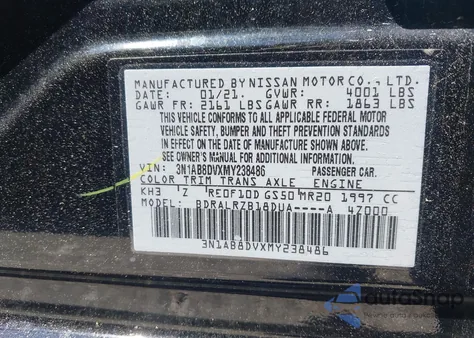 MANUFACTURED BY NISSAN MOTOR CO., LTD.
DATE: 01/21. GVWR: 4001 LBS
GAWR FR: 2161 LBS GAWR RR: 1863 LBS
THIS VEHICLE CONFORMS TO ALL APPLICABLE FEDERAL MOTOR
VEHICLE SAFETY, BUMPER AND THEFT PREVENTION STANDARDS
IN EFFECT ON THE DATE OF MANUFACTURE SHOWN ABOVE.
SEE OWNER'S MANUAL FOR ADDITIONAL INFORMATION.
VIN: 3N1AB8DVXMY238486 PASSENGER CAR.
COLOR TRIM TRANS AXLE ENGINE
KH3 'Z 'RE0F10D GS50'MR20 1997 CC
MODEL: BDRALRZB18DUA----A 47000
3N1AB8DVXMY238486
AutoSnap